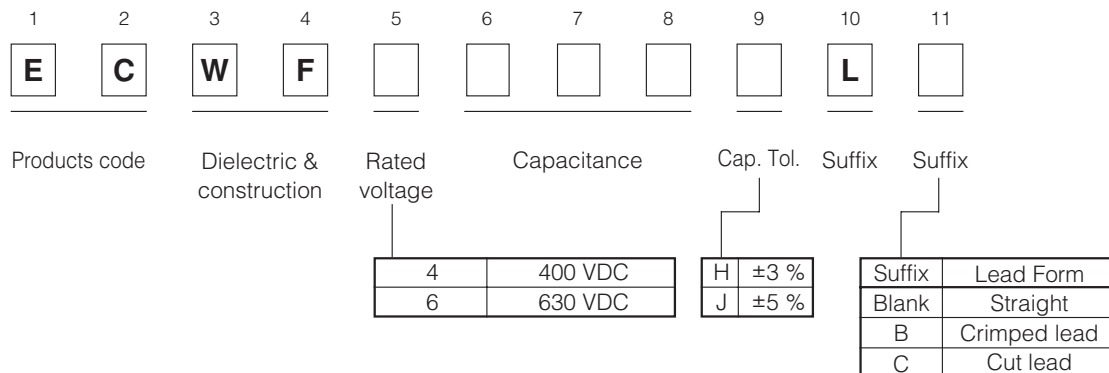 1 2 3 4 5 6 7 8 9 10 11
E C W F L
Products code Dielectric & construction Rated voltage Capacitance Cap. Tol. Suffix Suffix
4 400 VDC
6 630 VDC
H ±3 %
J ±5 %
Suffix Lead Form
Blank Straight
B Crimped lead
C Cut lead